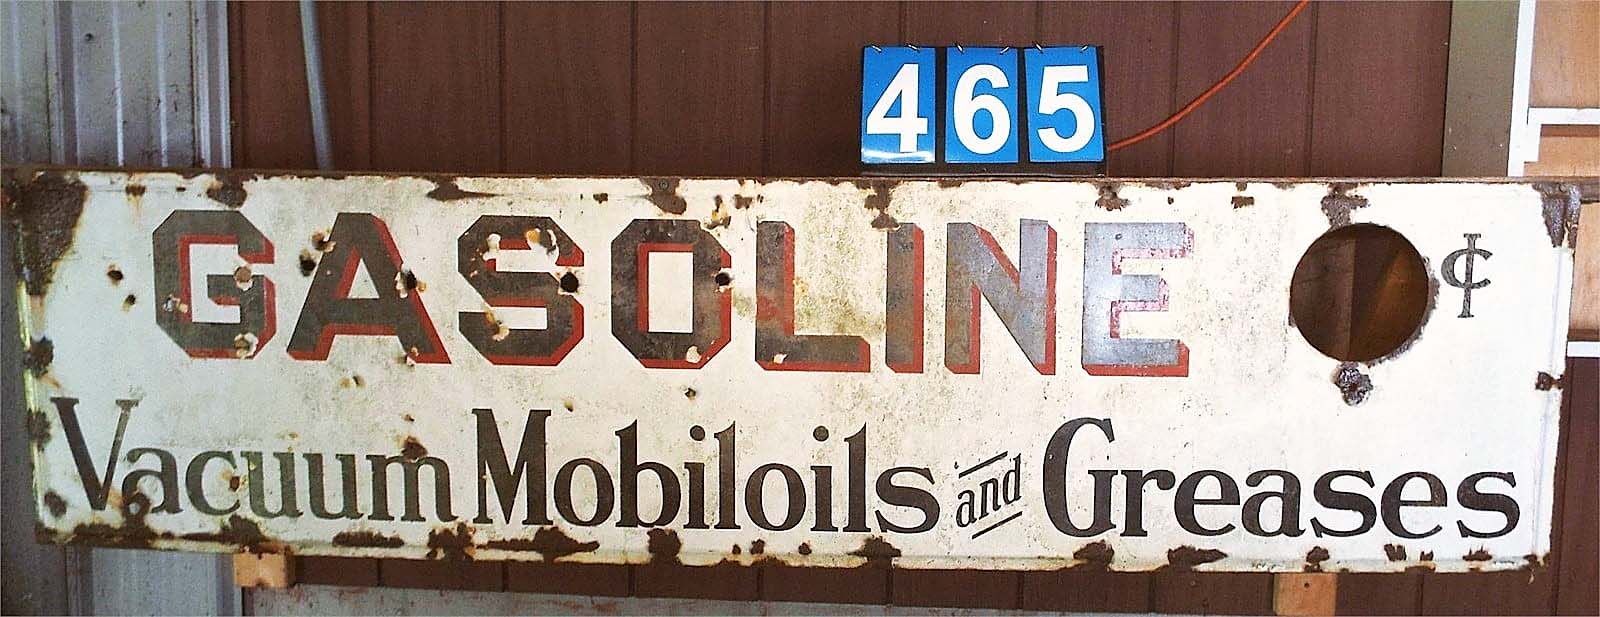 465
GASOLINE ¢
Vacuum Mobiloils and Greases